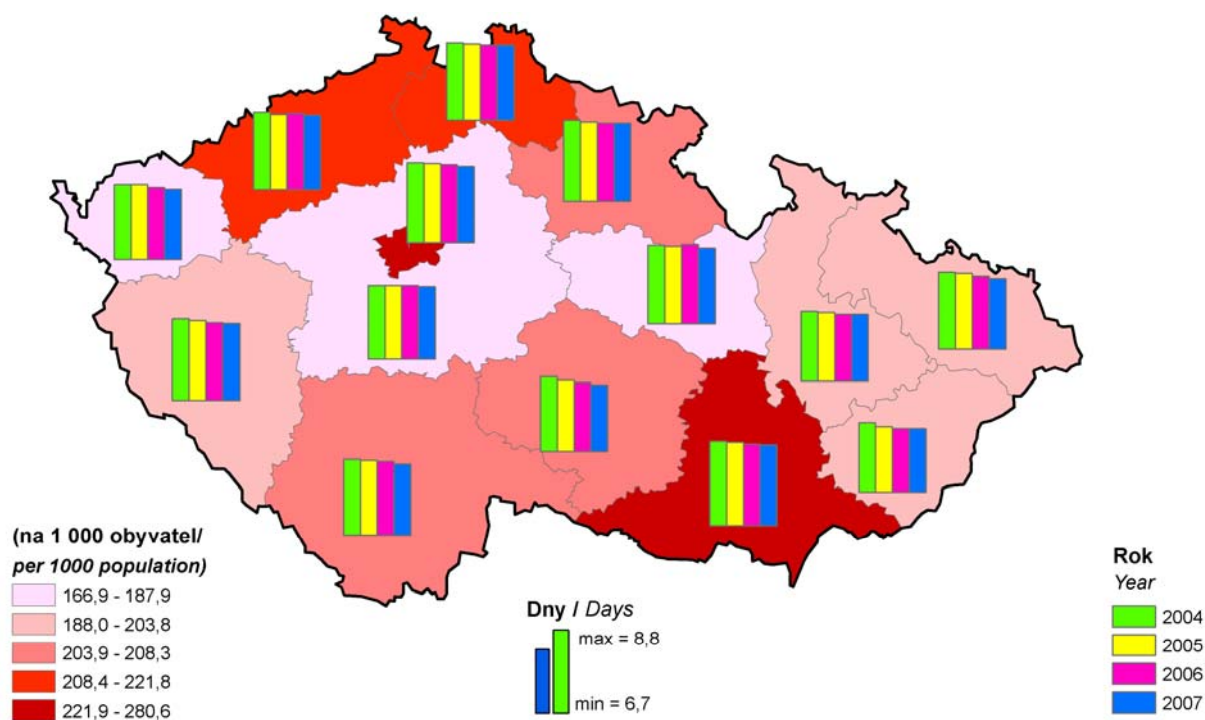 (na 1 000 obyvatel/
per 1000 population)
166,9 - 187,9
188,0 - 203,8
203,9 - 208,3
208,4 - 221,8
221,9 - 280,6
Dny / Days
max = 8,8
min = 6,7
Rok
Year
2004
2005
2006
2007